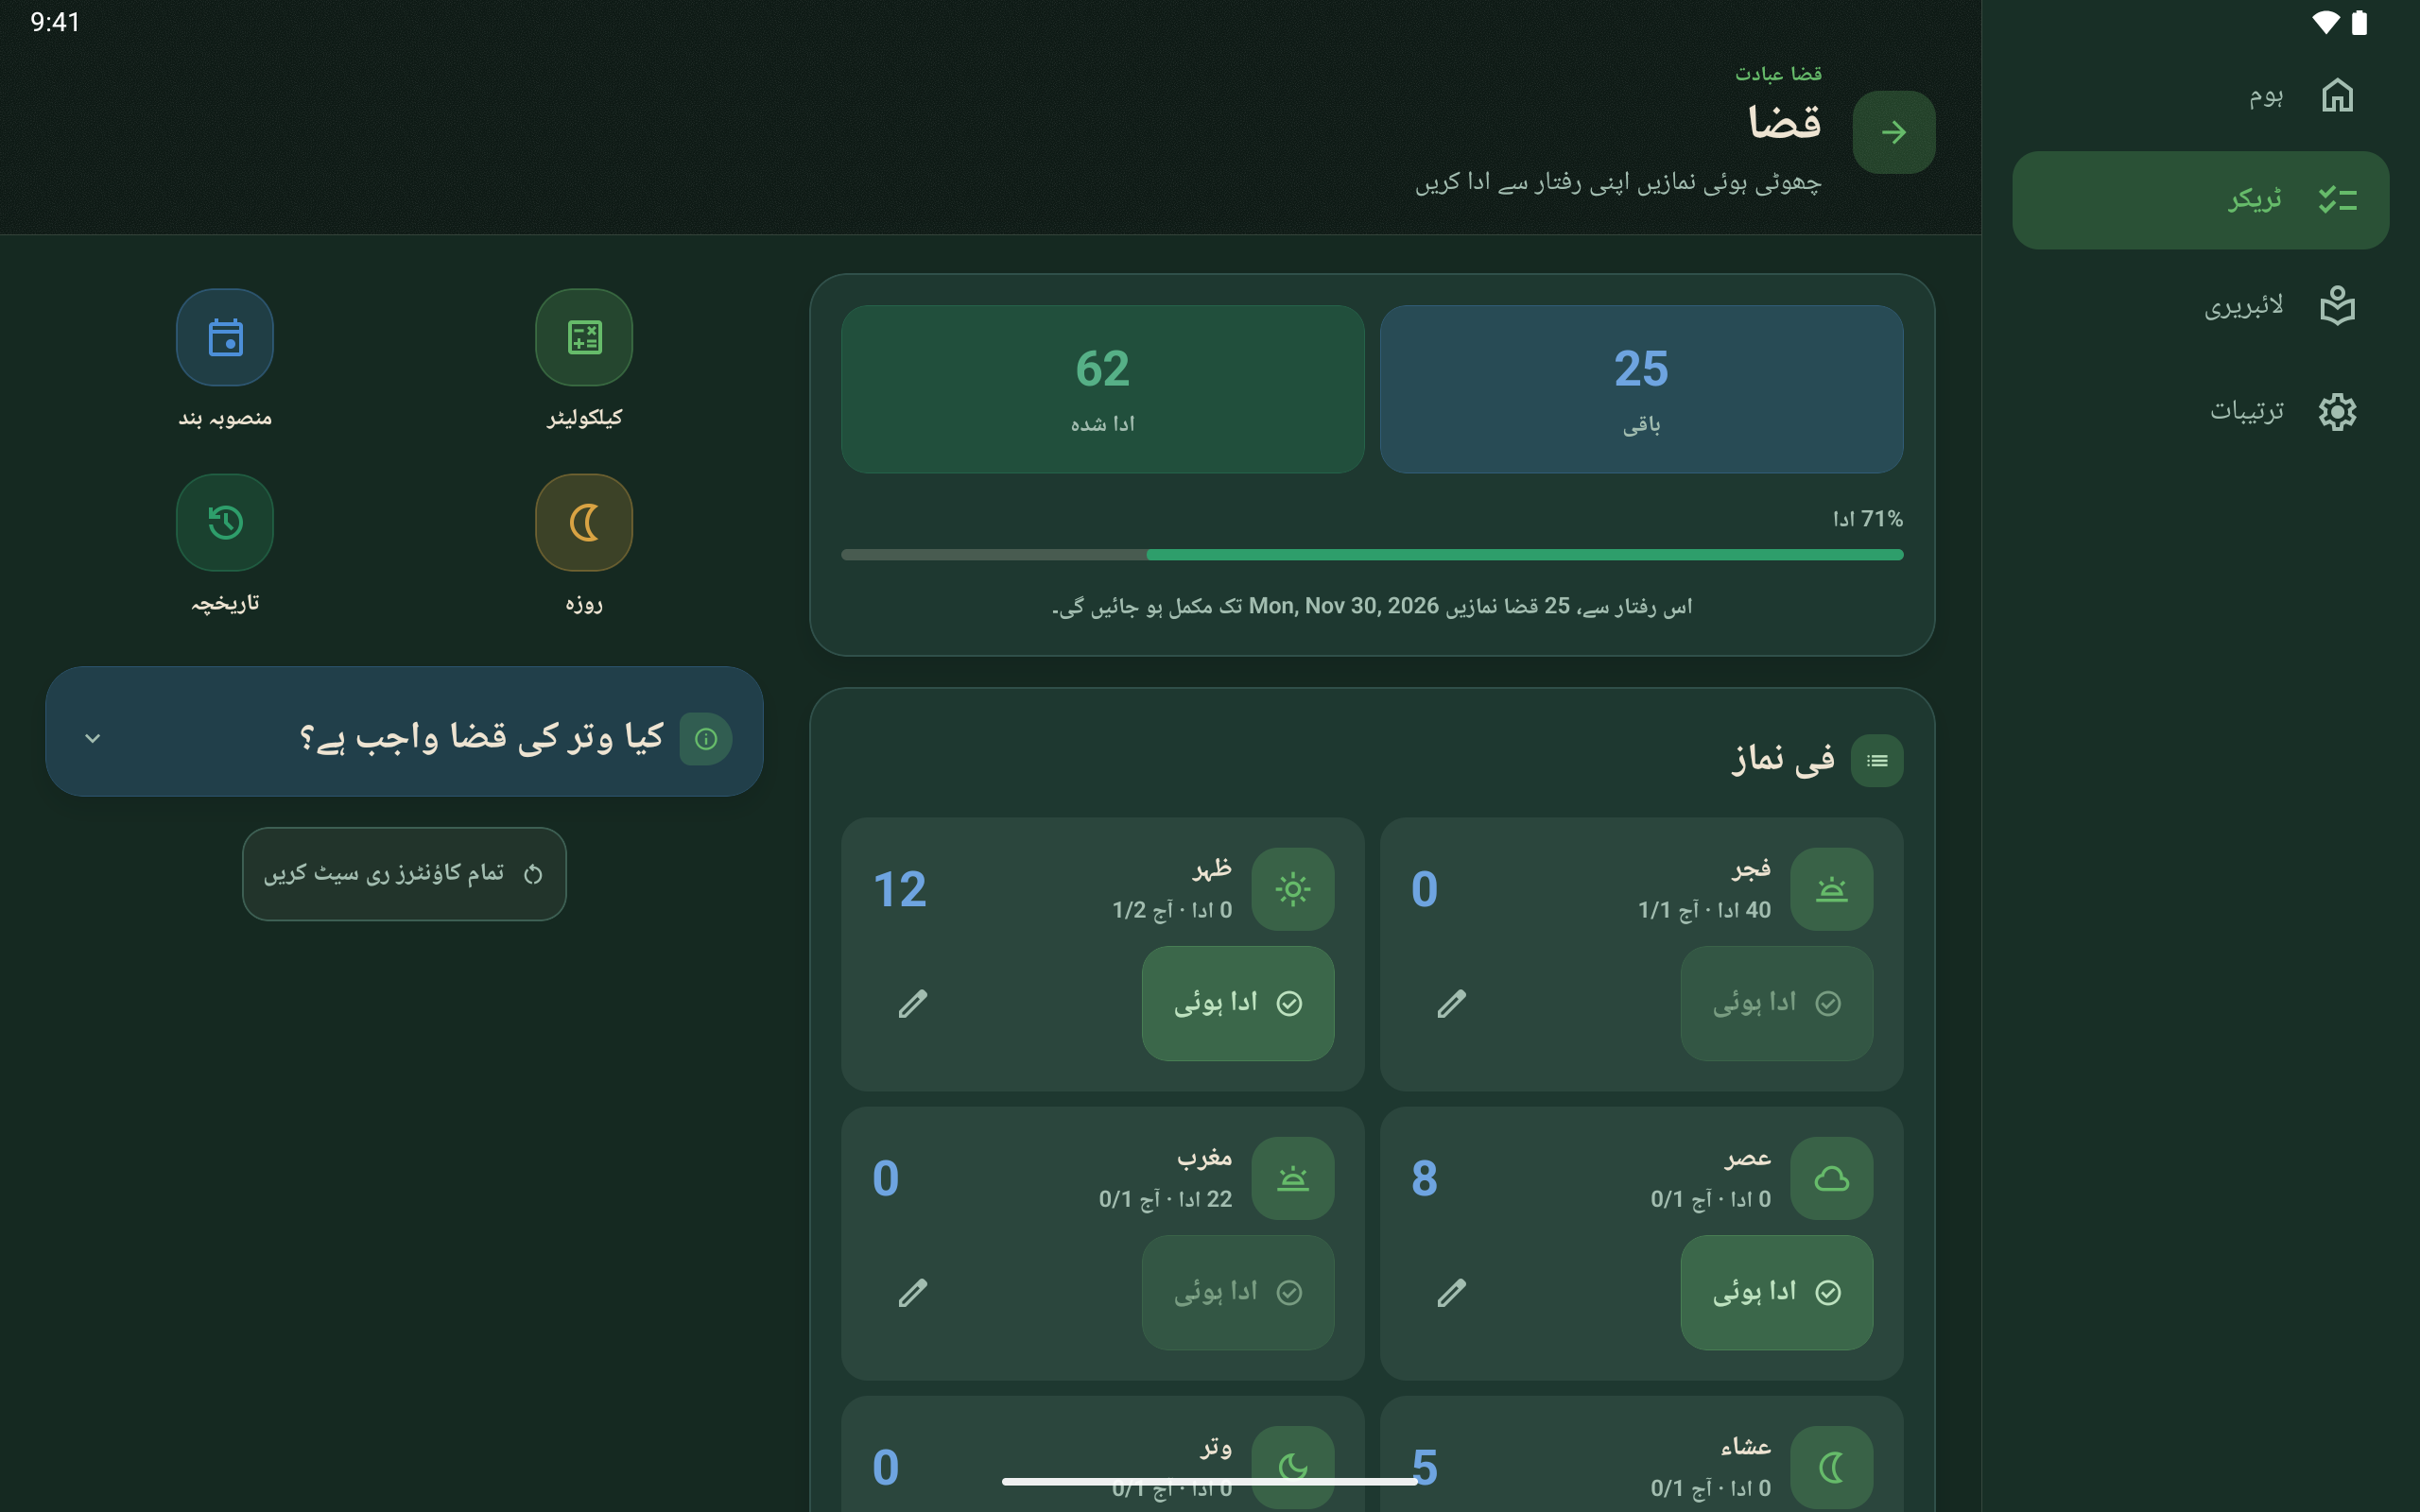 9:41
ہوم
ٹریکر
لائبریری
ترتیبات
قضا عبادت
قضا
چھوٹی ہوئی نمازیں اپنی رفتار سے ادا کریں
25
باقی
62
ادا شدہ
71% ادا
اس رفتار سے، 25 قضا نمازیں Mon, Nov 30, 2026 تک مکمل ہو جائیں گی۔
فی نماز
فجر
40 ادا · آج 1/1
0
ادا ہوئی
ظہر
0 ادا · آج 1/2
12
ادا ہوئی
عصر
0 ادا · آج 0/1
8
ادا ہوئی
مغرب
22 ادا · آج 0/1
0
ادا ہوئی
عشاء
0 ادا · آج 0/1
5
وتر
0 ادا · آج 0/1
0
کیلکولیٹر
منصوبہ بند
روزہ
تاریخچہ
کیا وتر کی قضا واجب ہے؟
تمام کاؤنٹرز ری سیٹ کریں